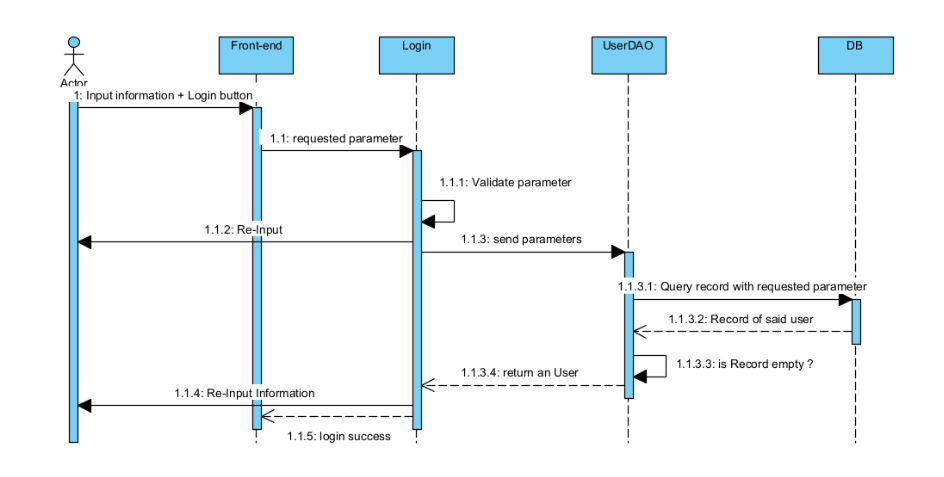 Front-end
Login
UserDAO
DB
Actor
1: Input information + Login button
1.1: requested parameter
1.1.1: Validate parameter
1.1.2: Re-Input
1.1.3: send parameters
1.1.3.1: Query record with requested parameter
1.1.3.2: Record of said user
1.1.3.3: is Record empty ?
1.1.3.4: return an User
1.1.4: Re-Input Information
1.1.5: login success